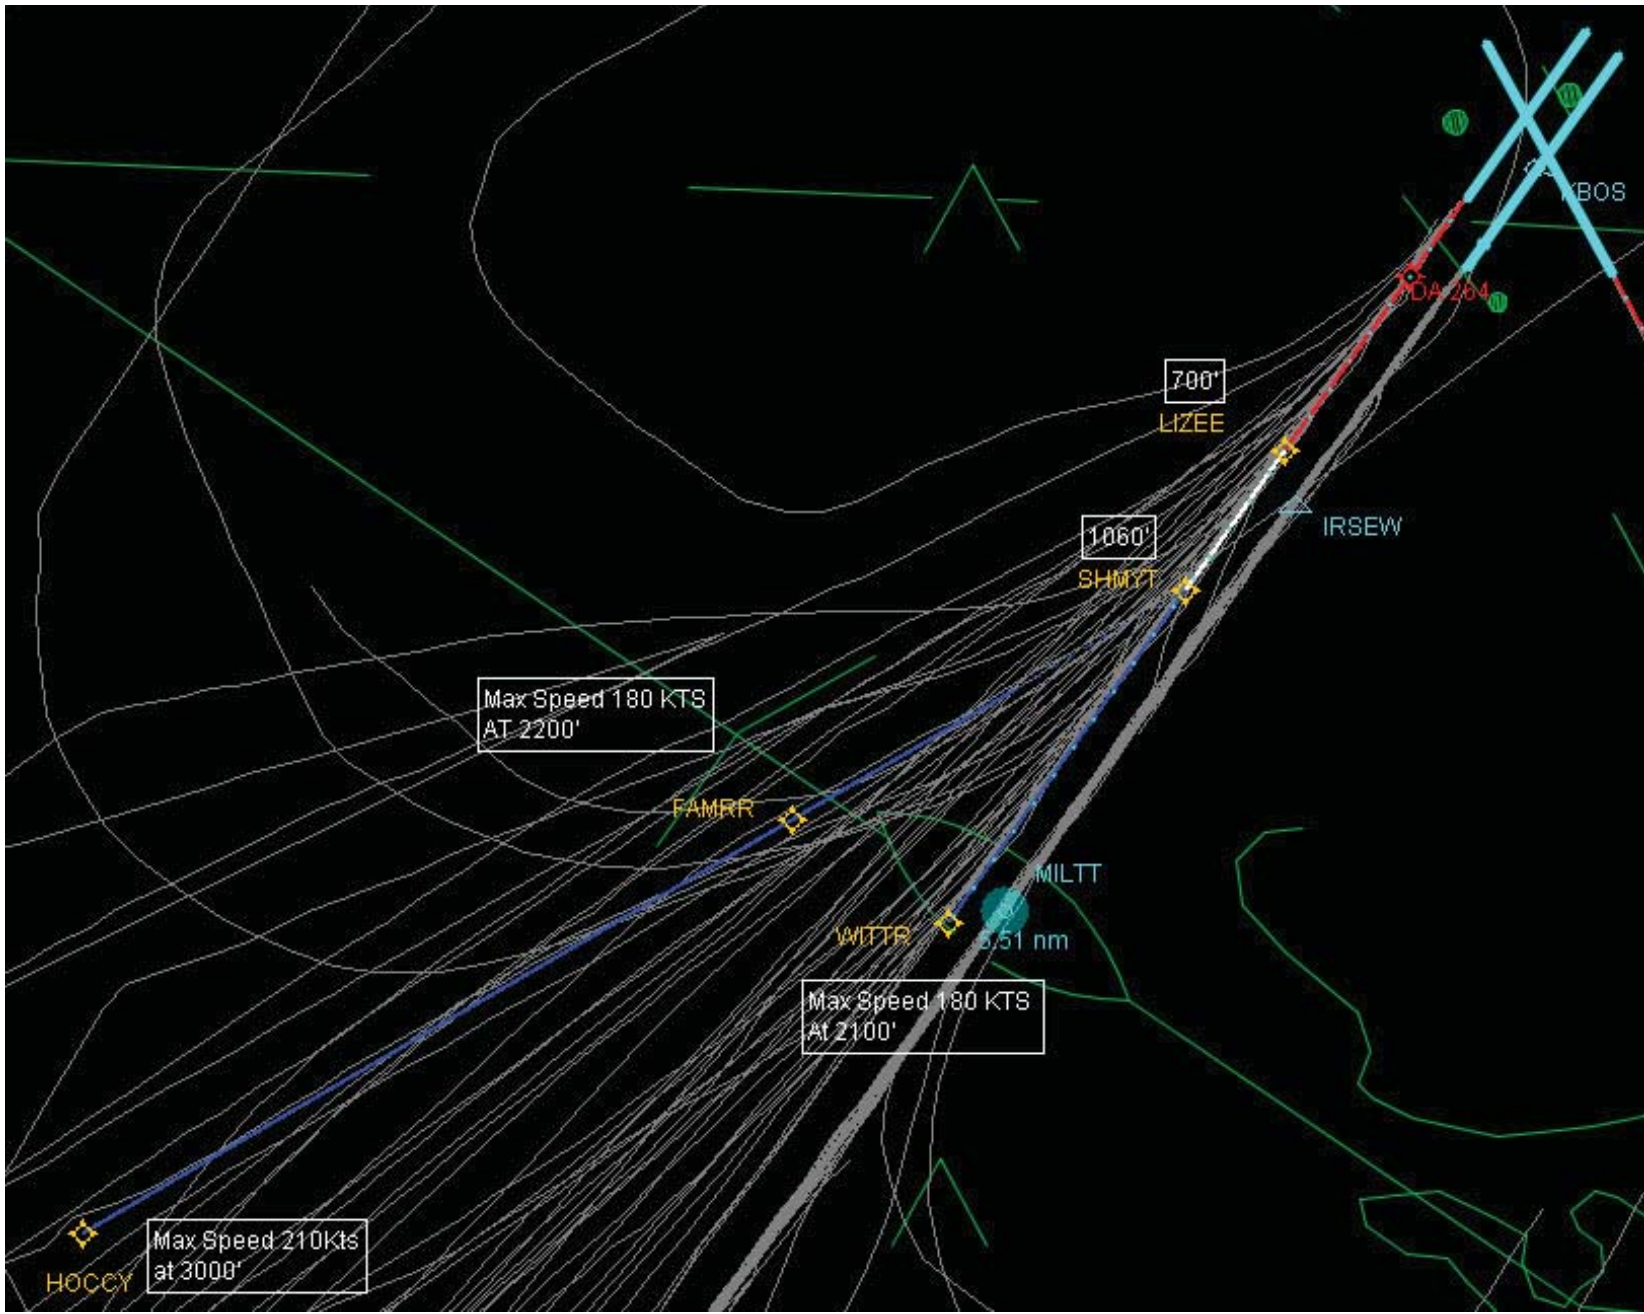 KBOS
DA 264
700'
LIZEE
IRSEW
1060'
SHMYT
Max Speed 180 KTS
AT 2200'
FAMRR
MILTT
WITTR
5.51 nm
Max Speed 180 KTS
At 2100'
Max Speed 210Kts
at 3000'
HOCCY